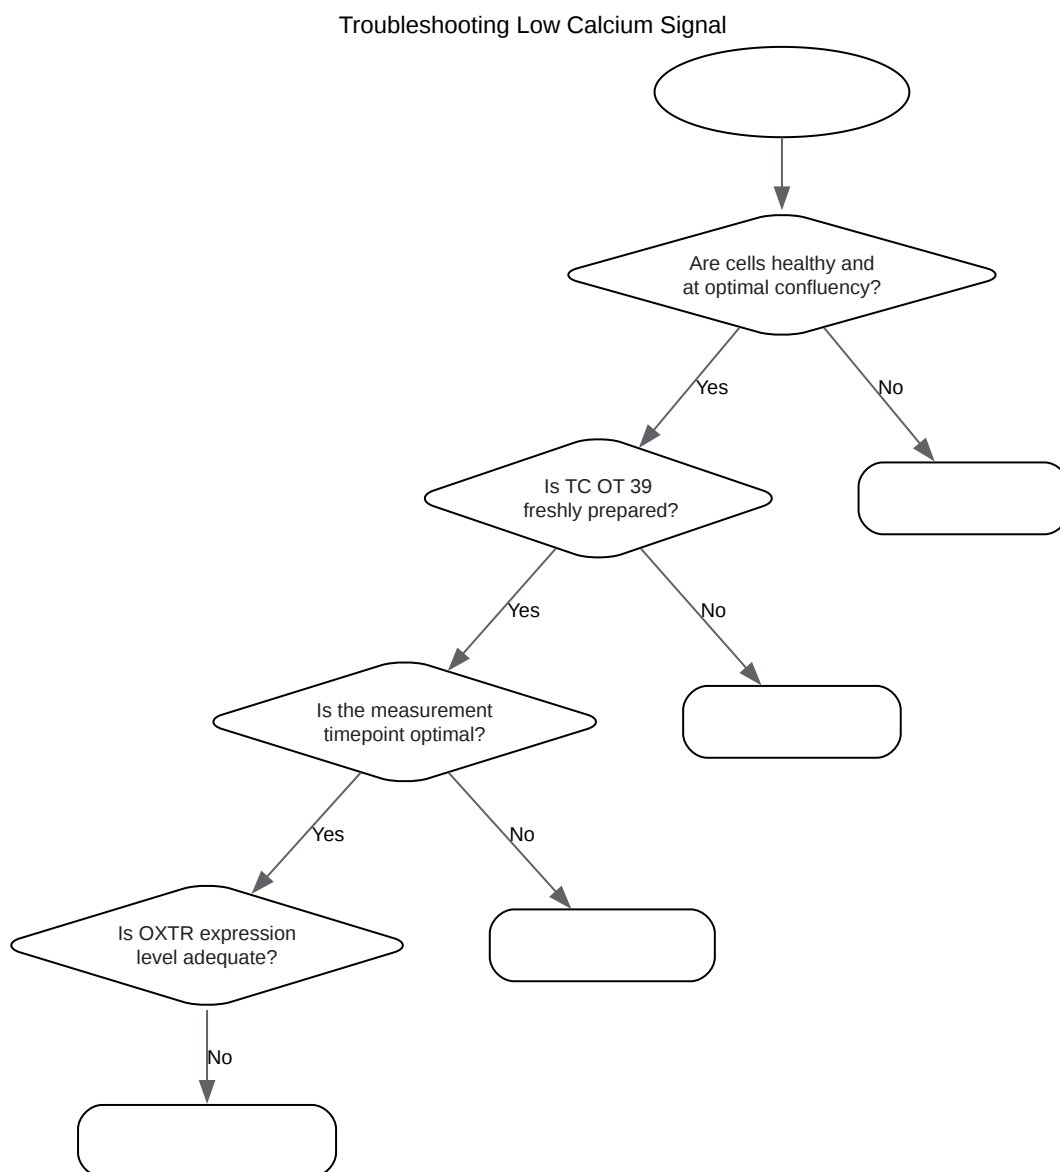 Troubleshooting Low Calcium Signal
Are cells healthy and
at optimal confluency?
Yes
No
Is TC OT 39
freshly prepared?
Yes
No
Is the measurement
timepoint optimal?
Yes
No
Is OXTR expression
level adequate?
No